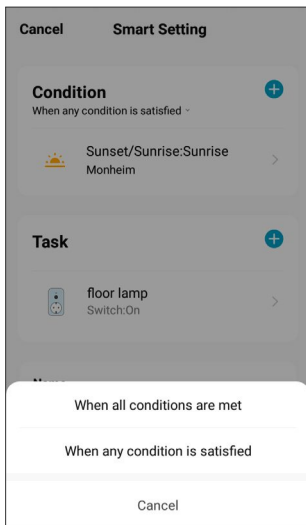 Cancel Smart Setting
Condition
When any condition is satisfied
Sunset/Sunrise:Sunrise
Monheim
Task
floor lamp
Switch:On
Name
When all conditions are met
When any condition is satisfied
Cancel